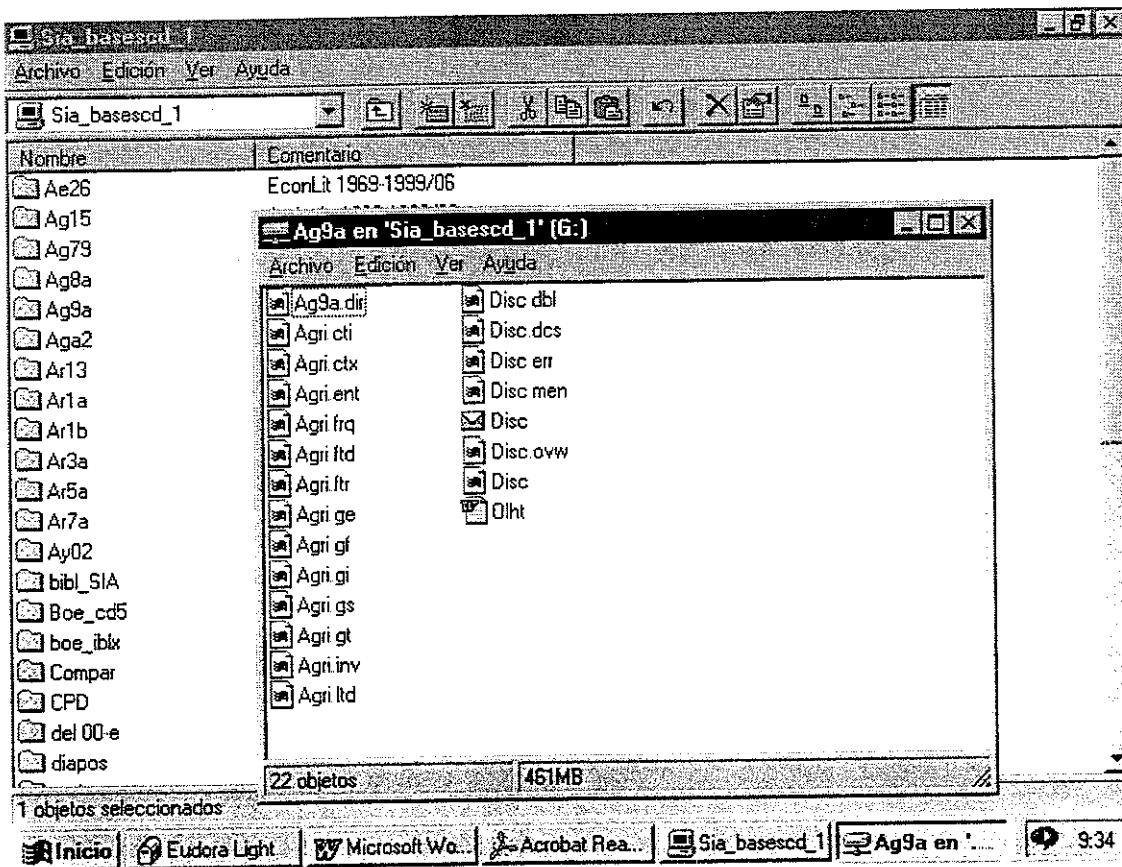 Sia_basescd_1
Archivo Edición Ver Ayuda
Sia_basescd_1
Nombre Comentario
Ae26 EconLit 1969-1999/06
Ag15
Ag79
Ag8a
Ag9a
Aga2
Ar13
Ar1a
Ar1b
Ar3a
Ar5a
Ar7a
Ay02
bibl_SIA
Boe_cd5
boe_iblx
Compar
CPD
del 00-e
diapos
Ag9a en 'Sia_basescd_1' (G:)
Archivo Edición Ver Ayuda
Ag9a.dir
Agri.cti
Agri.ctx
Agri.ent
Agri.frq
Agri.ftd
Agri.ftr
Agri.ge
Agri.gf
Agri.gi
Agri.gs
Agri.gt
Agri.inv
Agri.ltd
Disc.dbl
Disc.dcs
Disc.err
Disc.men
Disc
Disc.ovw
Disc
Olht
22 objetos 461MB
1 objetos seleccionados
Inicio Eudora Light Microsoft Wo... Acrobat Rea... Sia_basescd_1 Ag9a en '.... 9:34